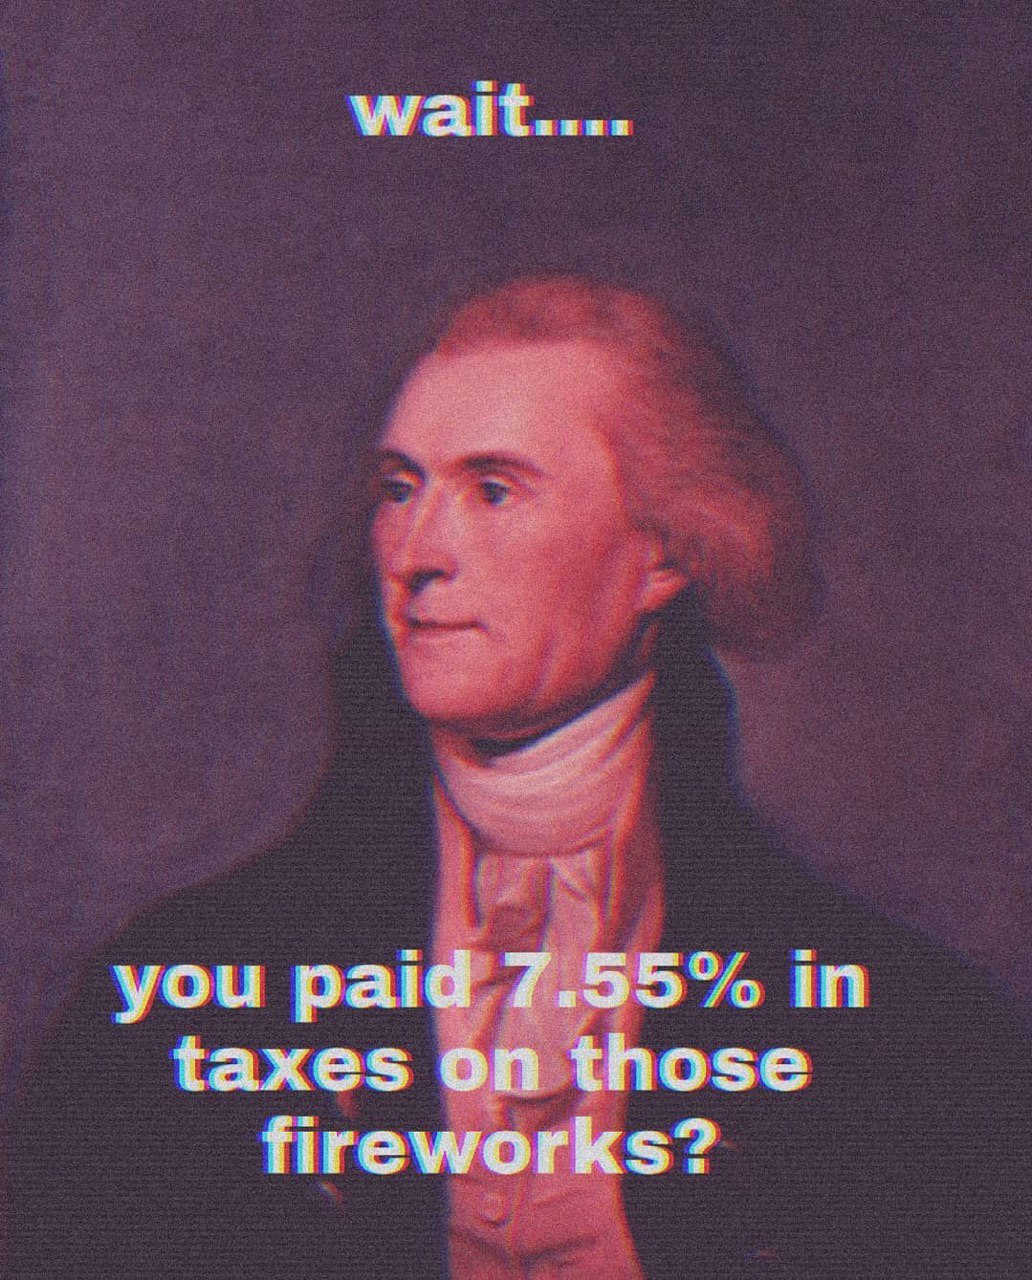 wait....
you paid 7.55% in
taxes on those
fireworks?